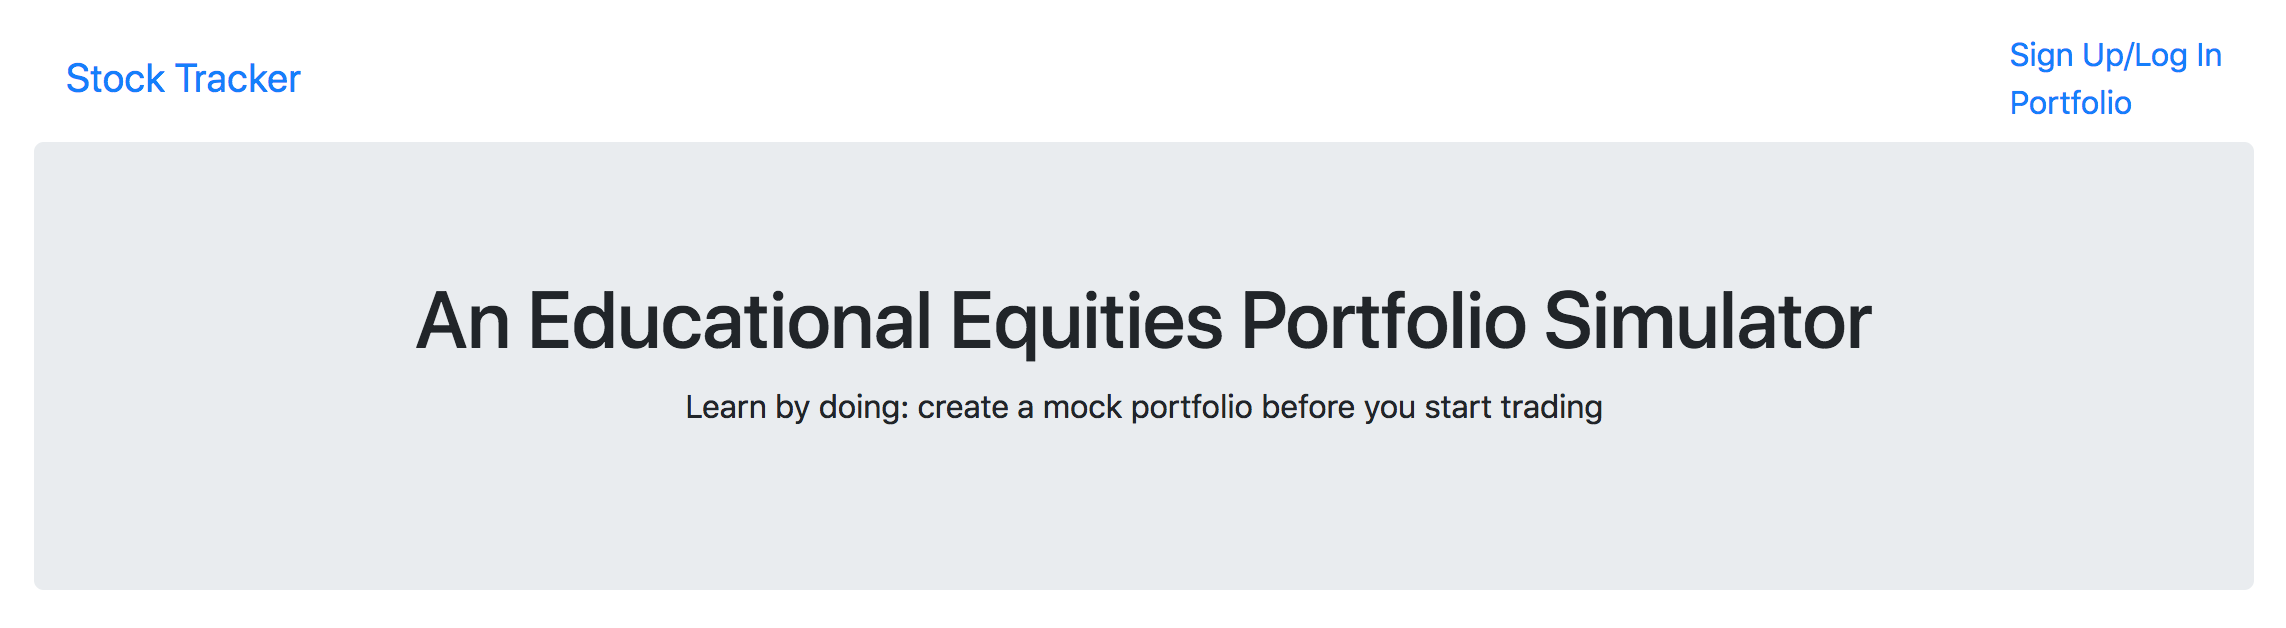 Stock Tracker
Sign Up/Log In
Portfolio
An Educational Equities Portfolio Simulator
Learn by doing: create a mock portfolio before you start trading